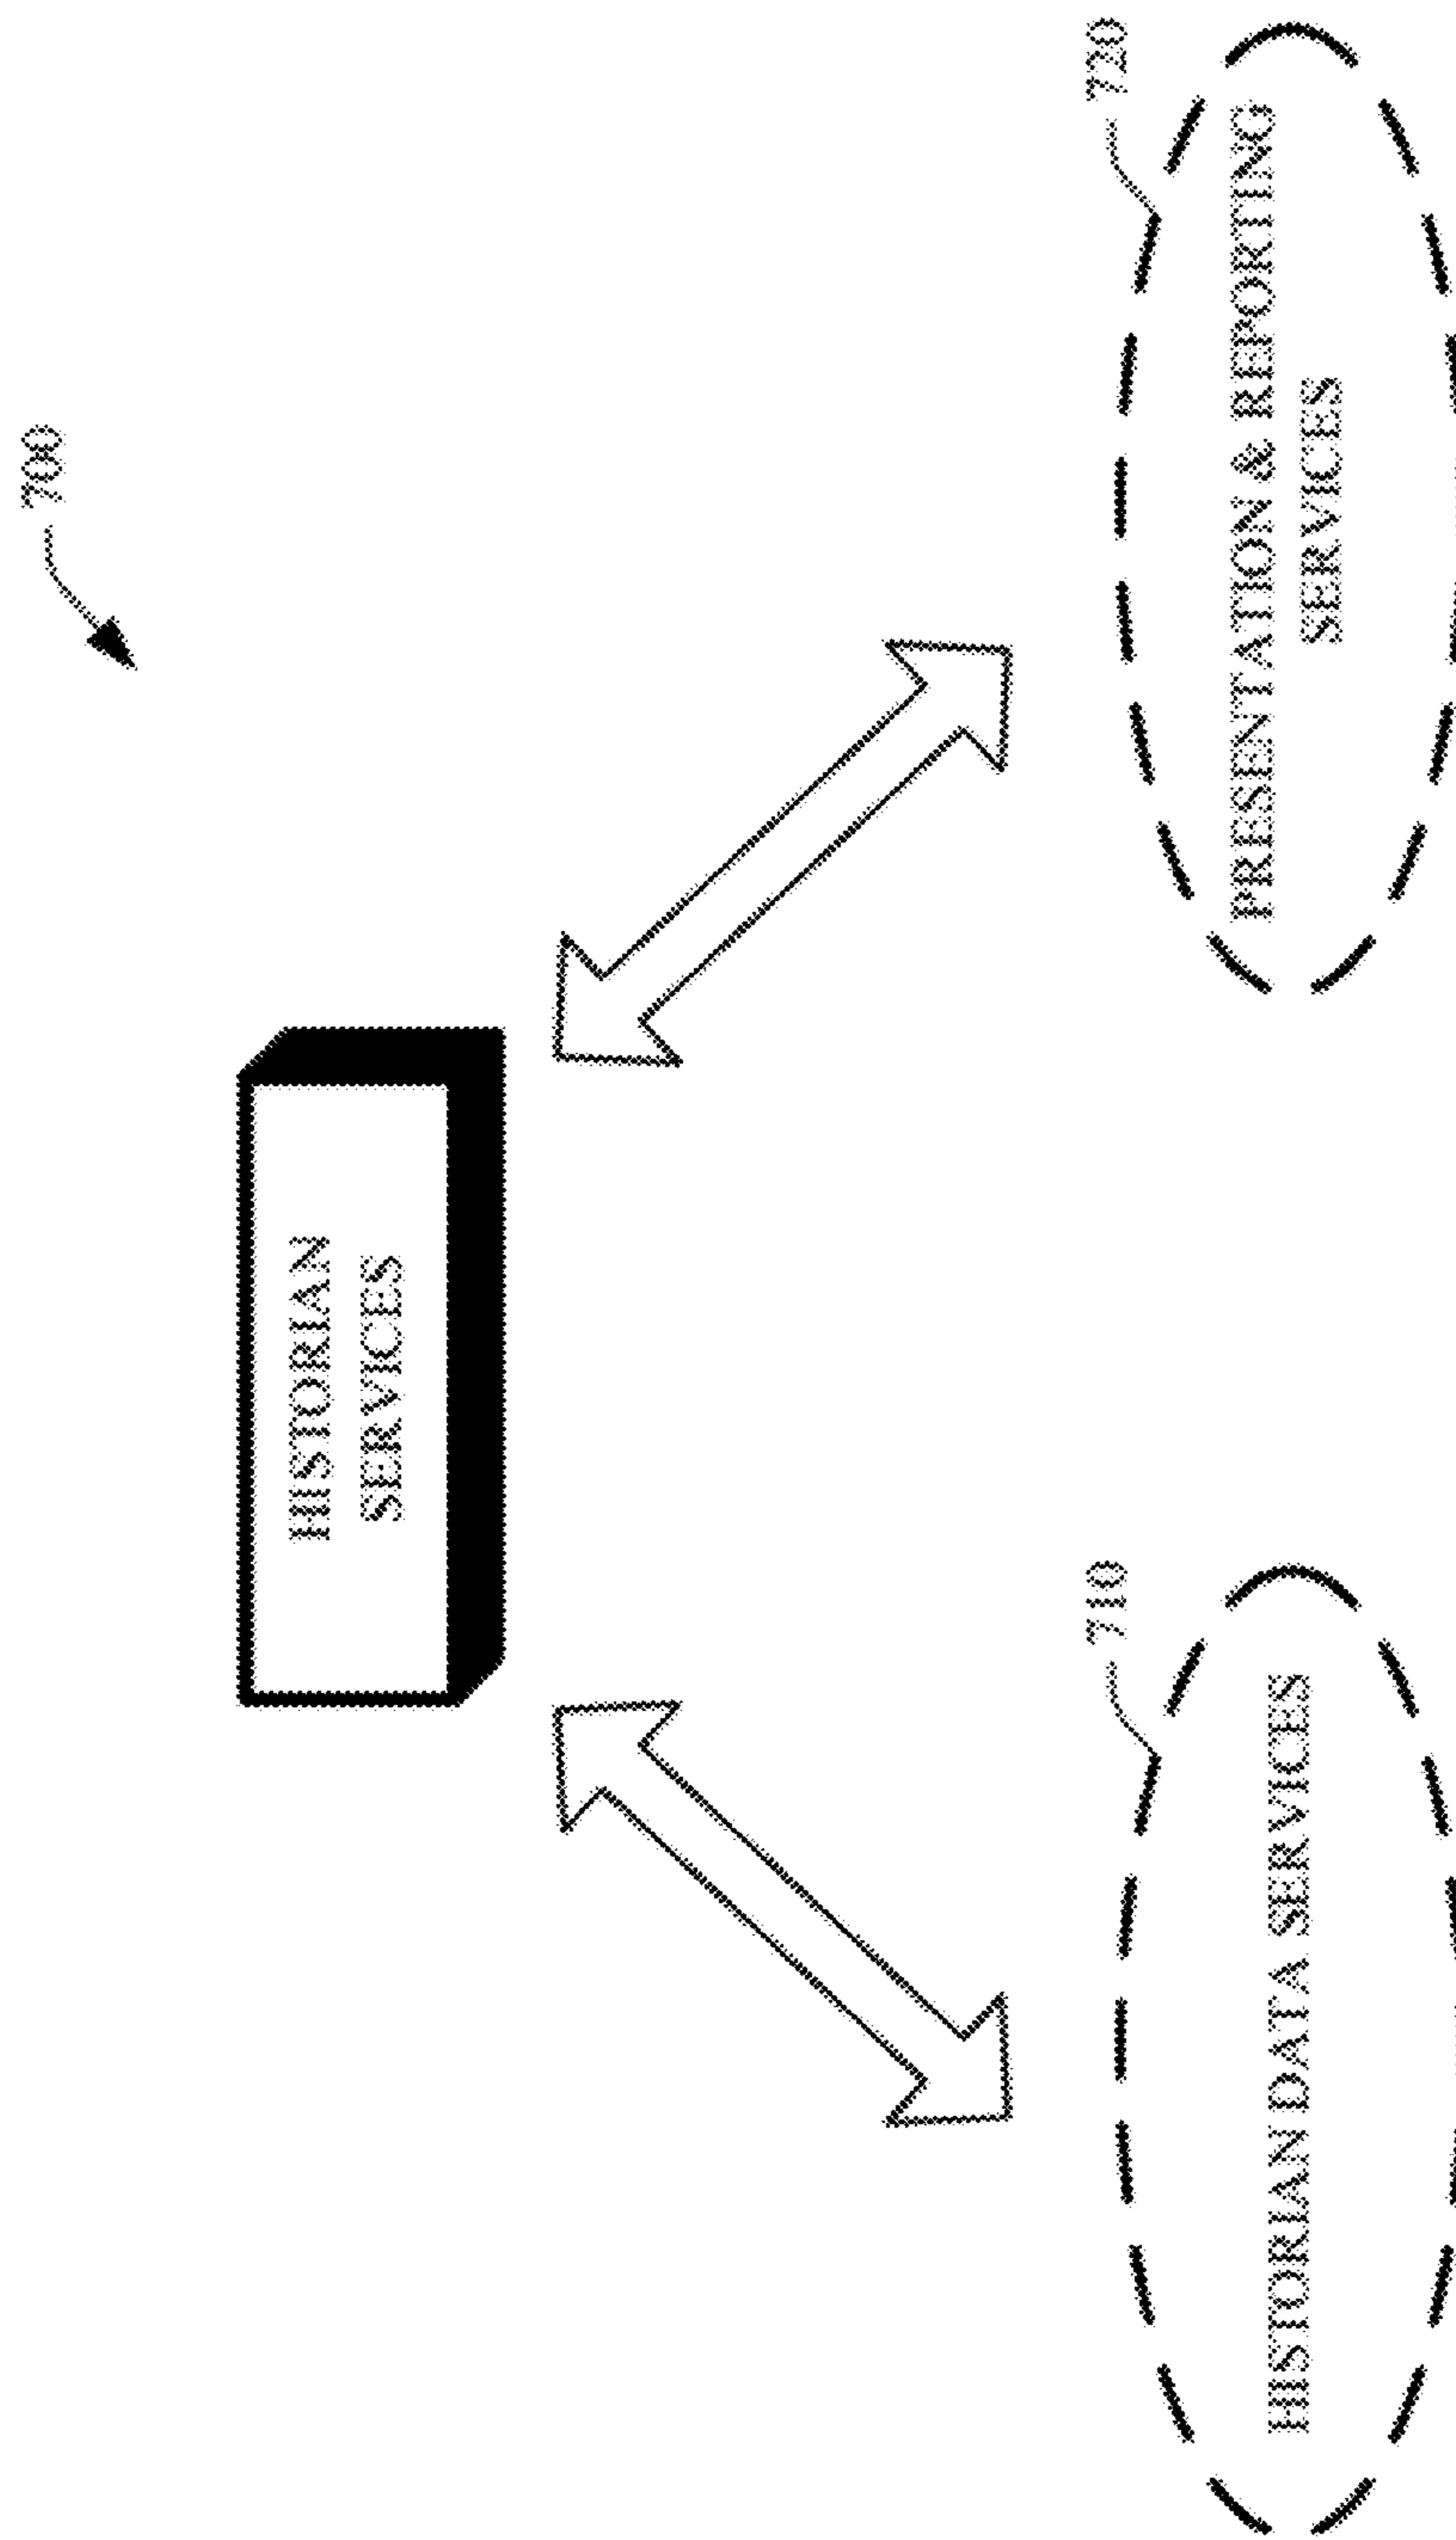 700
HISTORIAN
SERVICES
710
HISTORIAN DATA SERVICES
720
PRESENTATION & REPORTING
SERVICES